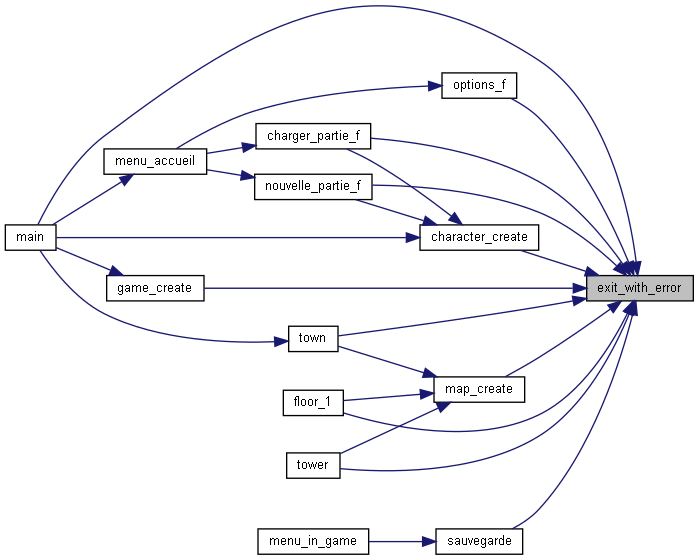 options_f
charger_partie_f
menu_accueil
nouvelle_partie_f
main
character_create
game_create
exit_with_error
town
map_create
floor_1
tower
menu_in_game
sauvegarde